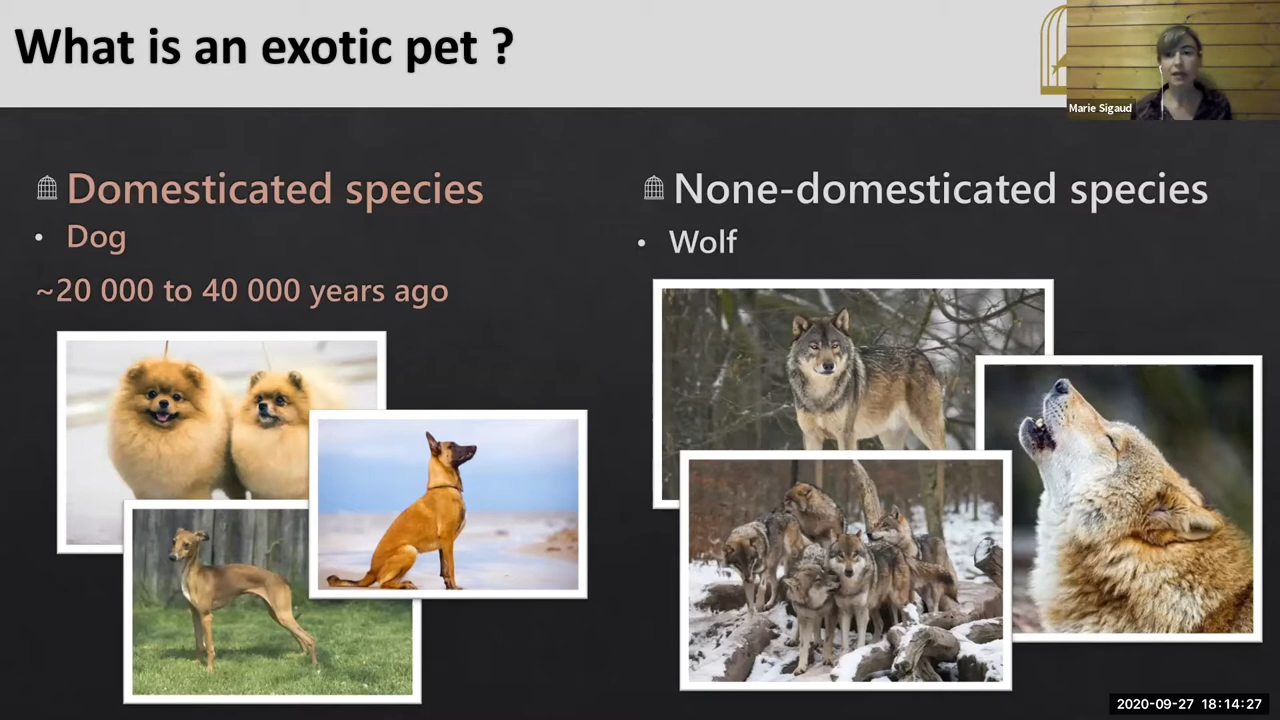 What is an exotic pet ?
Marie Sigaud
Domesticated species
• Dog
~20 000 to 40 000 years ago
None-domesticated species
• Wolf
2020-09-27 18:14:27